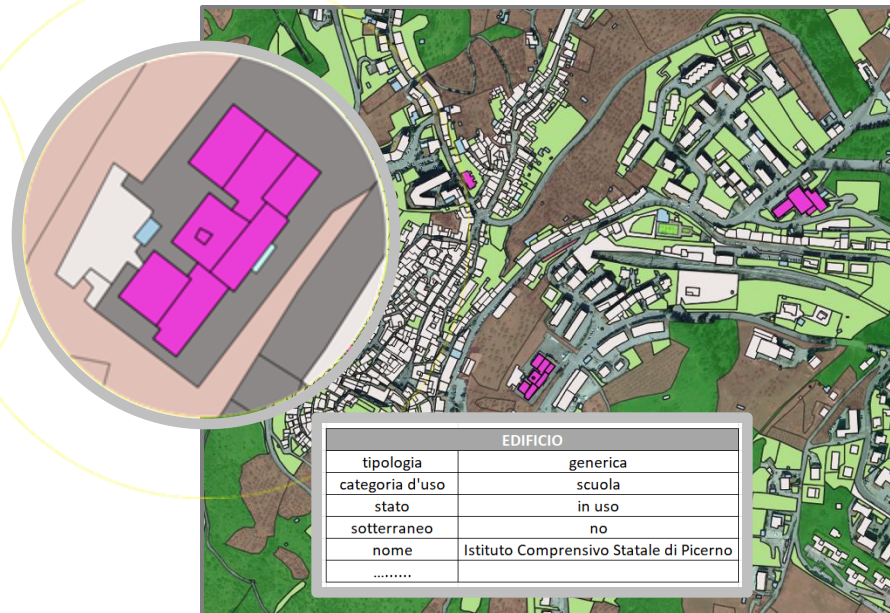 EDIFICIO
tipologia generica
categoria d'uso scuola
stato in uso
sotterraneo no
nome Istituto Comprensivo Statale di Picerno
.........